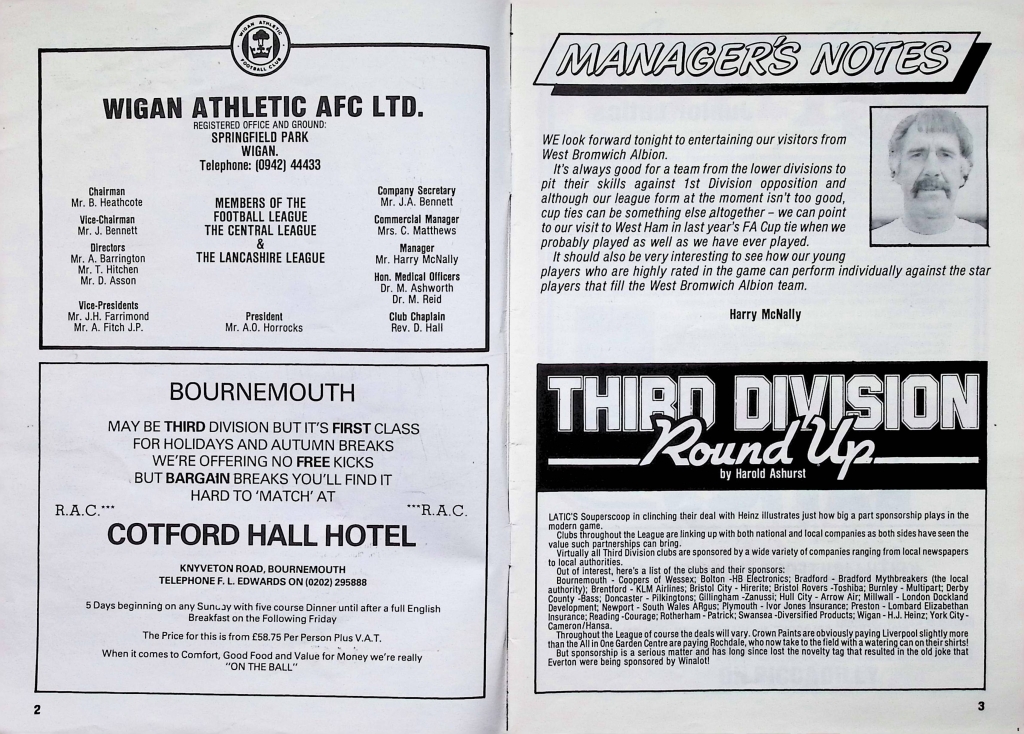 WIGAN ATHLETIC
FOOTBALL CLUB
WIGAN ATHLETIC AFC LTD.
REGISTERED OFFICE AND GROUND:
SPRINGFIELD PARK
WIGAN.
Telephone: (0942) 44433
Chairman
Mr. B. Heathcote
Vice-Chairman
Mr. J. Bennett
Directors
Mr. A. Barrington
Mr. T. Hitchen
Mr. D. Asson
Vice-Presidents
Mr. J.H. Farrimond
Mr. A. Fitch J.P.
MEMBERS OF THE
FOOTBALL LEAGUE
THE CENTRAL LEAGUE
&
THE LANCASHIRE LEAGUE
President
Mr. A.O. Horrocks
Company Secretary
Mr. J.A. Bennett
Commercial Manager
Mrs. C. Matthews
Manager
Mr. Harry McNally
Hon. Medical Officers
Dr. M. Ashworth
Dr. M. Reid
Club Chaplain
Rev. D. Hall
BOURNEMOUTH
MAY BE THIRD DIVISION BUT IT'S FIRST CLASS
FOR HOLIDAYS AND AUTUMN BREAKS
WE'RE OFFERING NO FREE KICKS
BUT BARGAIN BREAKS YOU'LL FIND IT
HARD TO 'MATCH' AT
R.A.C.*** ***R.A.C.
COTFORD HALL HOTEL
KNYVETON ROAD, BOURNEMOUTH
TELEPHONE F. L. EDWARDS ON (0202) 295888
5 Days beginning on any Sunday with five course Dinner until after a full English
Breakfast on the Following Friday
The Price for this is from £58.75 Per Person Plus V.A.T.
When it comes to Comfort, Good Food and Value for Money we're really
"ON THE BALL"
2
MANAGER'S NOTES
WE look forward tonight to entertaining our visitors from
West Bromwich Albion.
It's always good for a team from the lower divisions to
pit their skills against 1st Division opposition and
although our league form at the moment isn't too good,
cup ties can be something else altogether – we can point
to our visit to West Ham in last year's FA Cup tie when we
probably played as well as we have ever played.
It should also be very interesting to see how our young
players who are highly rated in the game can perform individually against the star
players that fill the West Bromwich Albion team.
Harry McNally
THIRD DIVISION
Round Up
by Harold Ashurst
LATIC'S Souperscoop in clinching their deal with Heinz illustrates just how big a part sponsorship plays in the
modern game.
Clubs throughout the League are linking up with both national and local companies as both sides have seen the
value such partnerships can bring.
Virtually all Third Division clubs are sponsored by a wide variety of companies ranging from local newspapers
to local authorities.
Out of interest, here's a list of the clubs and their sponsors:
Bournemouth - Coopers of Wessex; Bolton -HB Electronics; Bradford - Bradford Mythbreakers (the local
authority); Brentford - KLM Airlines; Bristol City - Hirerite; Bristol Rovers -Toshiba; Burnley - Multipart; Derby
County -Bass; Doncaster - Pilkingtons; Gillingham -Zanussi; Hull City - Arrow Air; Millwall - London Dockland
Development; Newport - South Wales ARgus; Plymouth - Ivor Jones Insurance; Preston - Lombard Elizabethan
Insurance; Reading -Courage; Rotherham - Patrick; Swansea -Diversified Products; Wigan - H.J. Heinz; York City -
Cameron/Hansa.
Throughout the League of course the deals will vary. Crown Paints are obviously paying Liverpool slightly more
than the All in One Garden Centre are paying Rochdale, who now take to the field with a watering can on their shirts!
But sponsorship is a serious matter and has long since lost the novelty tag that resulted in the old joke that
Everton were being sponsored by Winalot!
3